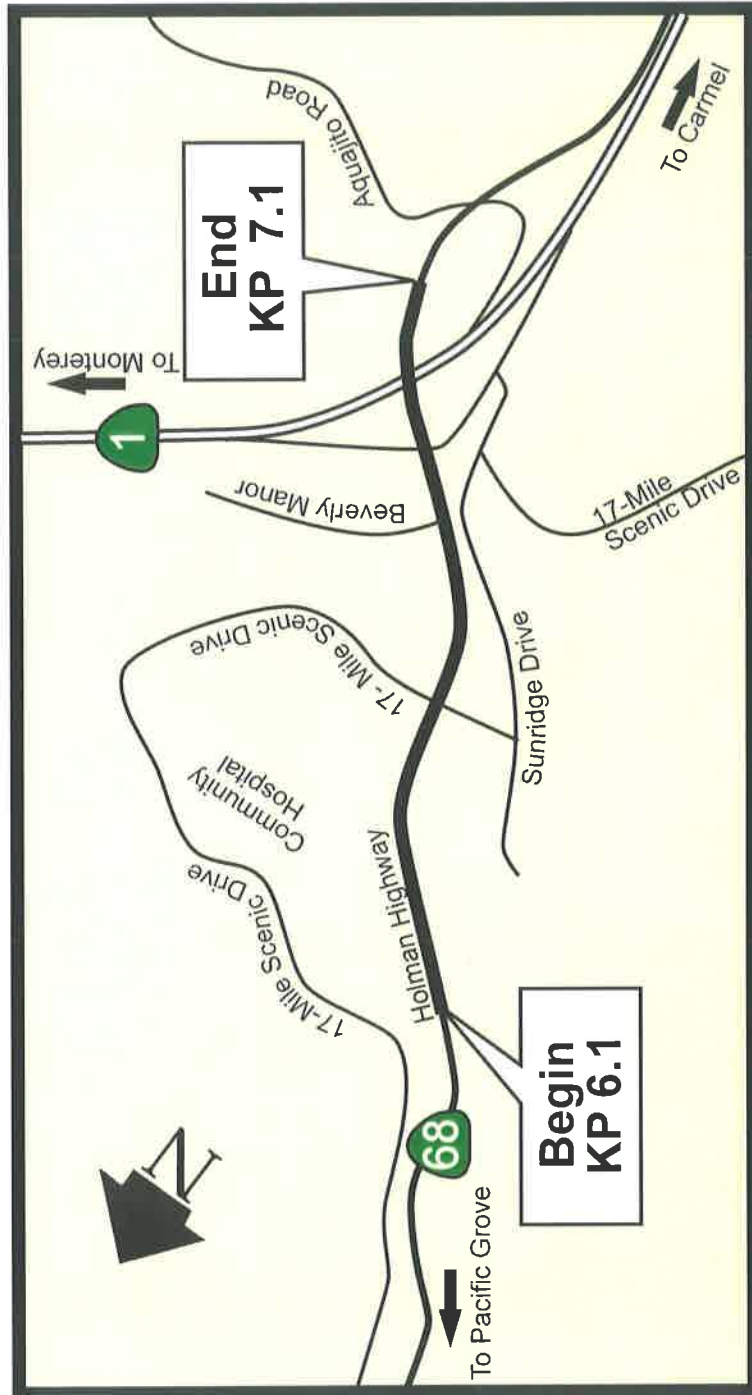 Aquajito Road
End
KP 7.1
To Carmel
To Monterey
1
Beverly Manor
17-Mile
Scenic Drive
17- Mile Scenic Drive
Sunridge Drive
Community
Hospital
17-Mile Scenic Drive
Holman Highway
Begin
KP 6.1
68
N
To Pacific Grove